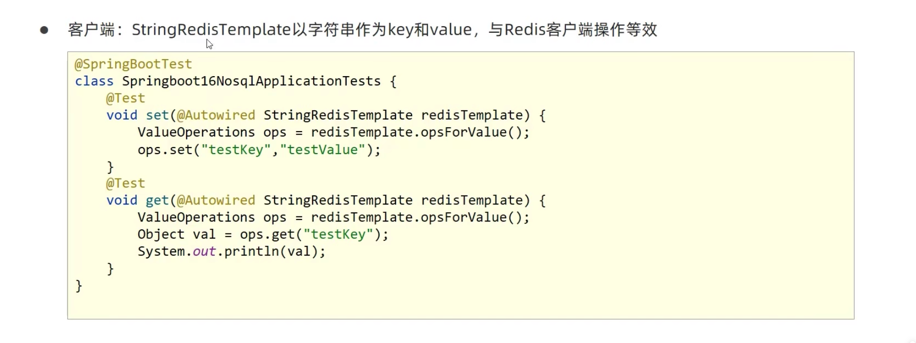 客户端：StringRedisTemplate以字符串作为key和value，与Redis客户端操作等效
@SpringBootTest
class Springboot16NosqlApplicationTests {
    @Test
    void set(@Autowired StringRedisTemplate redisTemplate) {
        ValueOperations ops = redisTemplate.opsForValue();
        ops.set("testKey","testValue");
    }
    @Test
    void get(@Autowired StringRedisTemplate redisTemplate) {
        ValueOperations ops = redisTemplate.opsForValue();
        Object val = ops.get("testKey");
        System.out.println(val);
    }
}